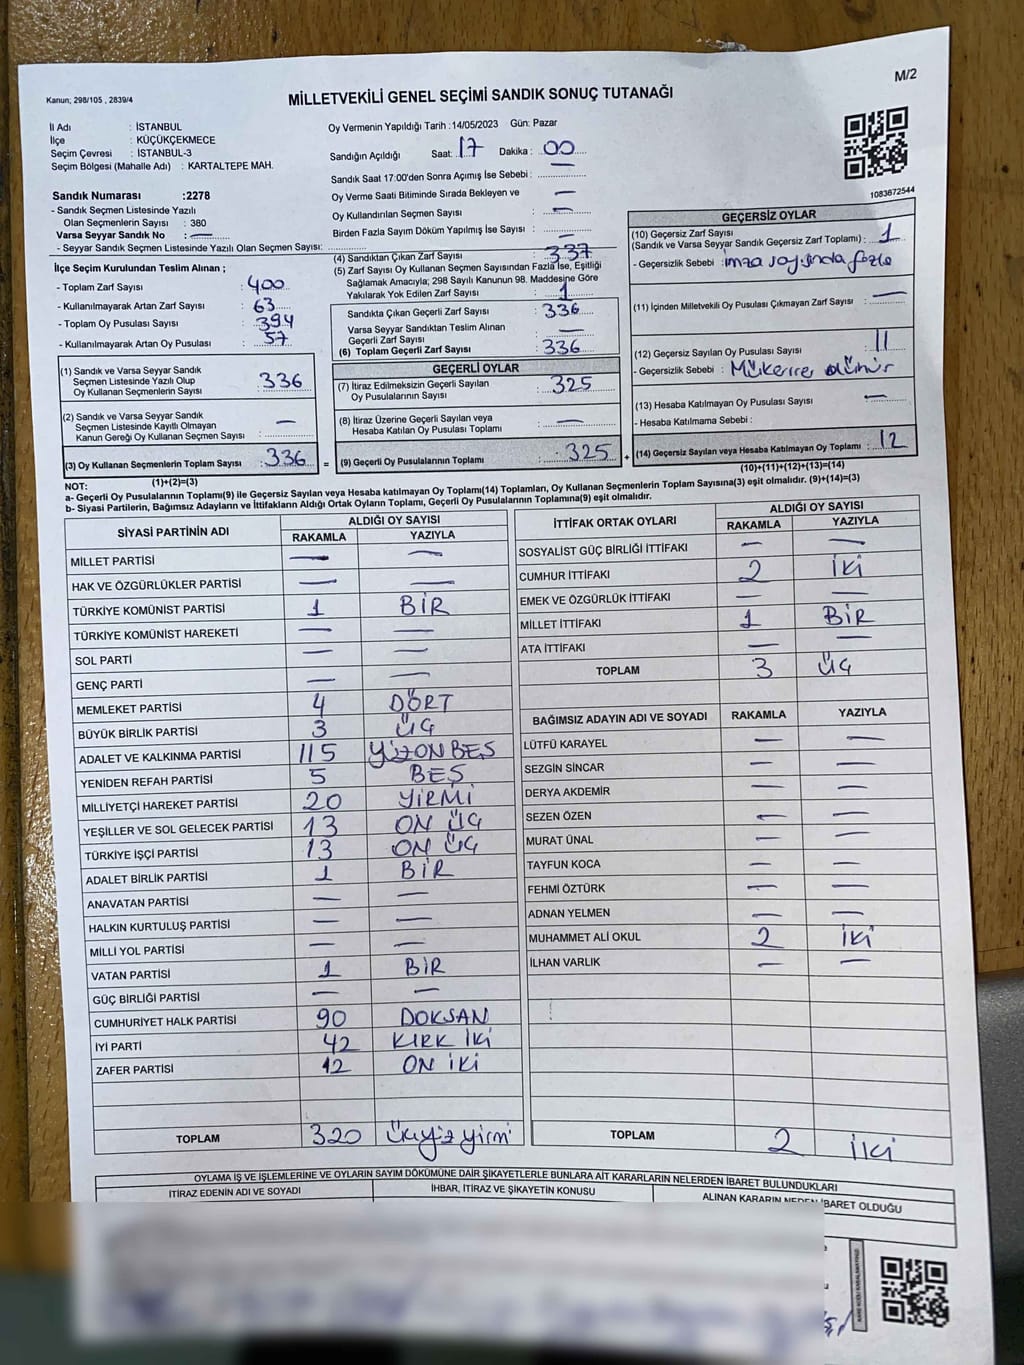 M/2
Kanun; 298/105 , 2839/4
MİLLETVEKİLİ GENEL SEÇİMİ SANDIK SONUÇ TUTANAĞI
İl Adı : İSTANBUL
İlçe : KÜÇÜKÇEKMECE
Seçim Çevresi : İSTANBUL-3
Seçim Bölgesi (Mahalle Adı) : KARTALTEPE MAH.
Sandık Numarası :2278
- Sandık Seçmen Listesinde Yazılı
Olan Seçmenlerin Sayısı : 380
Varsa Seyyar Sandık No : —
- Seyyar Sandık Seçmen Listesinde Yazılı Olan Seçmen Sayısı:
Oy Vermenin Yapıldığı Tarih :14/05/2023 Gün: Pazar
Sandığın Açıldığı Saat: 17 Dakika : 00
Sandık Saat 17:00'den Sonra Açımış İse Sebebi : —
Oy Verme Saati Bitiminde Sırada Bekleyen ve —
Oy Kullandırılan Seçmen Sayısı : —
Birden Fazla Sayım Döküm Yapılmış İse Sayısı : —
1083672544
İlçe Seçim Kurulundan Teslim Alınan ;
- Toplam Zarf Sayısı : 400
- Kullanılmayarak Artan Zarf Sayısı : 63
- Toplam Oy Pusulası Sayısı : 394
- Kullanılmayarak Artan Oy Pusulası : 57
(4) Sandıktan Çıkan Zarf Sayısı : 337
(5) Zarf Sayısı Oy Kullanan Seçmen Sayısından Fazla İse, Eşitliği
Sağlamak Amacıyla; 298 Sayılı Kanunun 98. Maddesine Göre
Yakılarak Yok Edilen Zarf Sayısı : 1
Sandıkta Çıkan Geçerli Zarf Sayısı : 336
Varsa Seyyar Sandıktan Teslim Alınan
Geçerli Zarf Sayısı : —
(6) Toplam Geçerli Zarf Sayısı : 336
GEÇERSİZ OYLAR
(10) Geçersiz Zarf Sayısı
(Sandık ve Varsa Seyyar Sandık Geçersiz Zarf Toplamı) : 1
- Geçersizlik Sebebi : imza sayısında fazla
(11) İçinden Milletvekili Oy Pusulası Çıkmayan Zarf Sayısı : —
(12) Geçersiz Sayılan Oy Pusulası Sayısı : 11
- Geçersizlik Sebebi : Mükerrer
(13) Hesaba Katılmayan Oy Pusulası Sayısı : —
- Hesaba Katılmama Sebebi :
(14) Geçersiz Sayılan veya Hesaba Katılmayan Oy Toplamı : 12
(10)+(11)+(12)+(13)=(14)
(1) Sandık ve Varsa Seyyar Sandık
Seçmen Listesinde Yazılı Olup
Oy Kullanan Seçmenlerin Sayısı : 336
(2) Sandık ve Varsa Seyyar Sandık
Seçmen Listesinde Kayıtlı Olmayan
Kanun Gereği Oy Kullanan Seçmen Sayısı : —
(3) Oy Kullanan Seçmenlerin Toplam Sayısı : 336 =
(1)+(2)=(3)
GEÇERLİ OYLAR
(7) İtiraz Edilmeksizin Geçerli Sayılan
Oy Pusulalarının Sayısı : 325
(8) İtiraz Üzerine Geçerli Sayılan veya
Hesaba Katılan Oy Pusulası Toplamı : —
(9) Geçerli Oy Pusulalarının Toplamı : 325 +
NOT:
a- Geçerli Oy Pusulalarının Toplamı(9) ile Geçersiz Sayılan veya Hesaba katılmayan Oy Toplamı(14) Toplamları, Oy Kullanan Seçmenlerin Toplam Sayısına(3) eşit olmalıdır. (9)+(14)=(3)
b- Siyasi Partilerin, Bağımsız Adayların ve İttifakların Aldığı Ortak Oyların Toplamı, Geçerli Oy Pusulalarının Toplamına(9) eşit olmalıdır.
SİYASİ PARTİNİN ADI ALDIĞI OY SAYISI
RAKAMLA YAZIYLA
MİLLET PARTİSİ — —
HAK VE ÖZGÜRLÜKLER PARTİSİ — —
TÜRKİYE KOMÜNİST PARTİSİ 1 BİR
TÜRKİYE KOMÜNİST HAREKETİ — —
SOL PARTİ — —
GENÇ PARTİ — —
MEMLEKET PARTİSİ 4 DÖRT
BÜYÜK BİRLİK PARTİSİ 3 ÜÇ
ADALET VE KALKINMA PARTİSİ 115 YÜZONBEŞ
YENİDEN REFAH PARTİSİ 5 BEŞ
MİLLİYETÇİ HAREKET PARTİSİ 20 YİRMİ
YEŞİLLER VE SOL GELECEK PARTİSİ 13 ON ÜÇ
TÜRKİYE İŞÇİ PARTİSİ 13 ON ÜÇ
ADALET BİRLİK PARTİSİ 1 BİR
ANAVATAN PARTİSİ — —
HALKIN KURTULUŞ PARTİSİ — —
MİLLİ YOL PARTİSİ — —
VATAN PARTİSİ 1 BİR
GÜÇ BİRLİĞİ PARTİSİ — —
CUMHURİYET HALK PARTİSİ 90 DOKSAN
İYİ PARTİ 42 KIRK İKİ
ZAFER PARTİSİ 12 ON İKİ
TOPLAM 320 Üçyüz yirmi
İTTİFAK ORTAK OYLARI ALDIĞI OY SAYISI
RAKAMLA YAZIYLA
SOSYALİST GÜÇ BİRLİĞİ İTTİFAKI — —
CUMHUR İTTİFAKI 2 İKİ
EMEK VE ÖZGÜRLÜK İTTİFAKI — —
MİLLET İTTİFAKI 1 BİR
ATA İTTİFAKI — —
TOPLAM 3 ÜÇ
BAĞIMSIZ ADAYIN ADI VE SOYADI RAKAMLA YAZIYLA
LÜTFÜ KARAYEL — —
SEZGİN SİNCAR — —
DERYA AKDEMİR — —
SEZEN ÖZEN — —
MURAT ÜNAL — —
TAYFUN KOCA — —
FEHMİ ÖZTÜRK — —
ADNAN YELMEN — —
MUHAMMET ALİ OKUL 2 İKİ
İLHAN VARLIK — —
TOPLAM 2 İKİ
OYLAMA İŞ VE İŞLEMLERİNE VE OYLARIN SAYIM DÖKÜMÜNE DAİR ŞİKAYETLERLE BUNLARA AİT KARARLARIN NELERDEN İBARET BULUNDUKLARI
İTİRAZ EDENİN ADI VE SOYADI İHBAR, İTİRAZ VE ŞİKAYETİN KONUSU ALINAN KARARIN NEDEN İBARET OLDUĞU